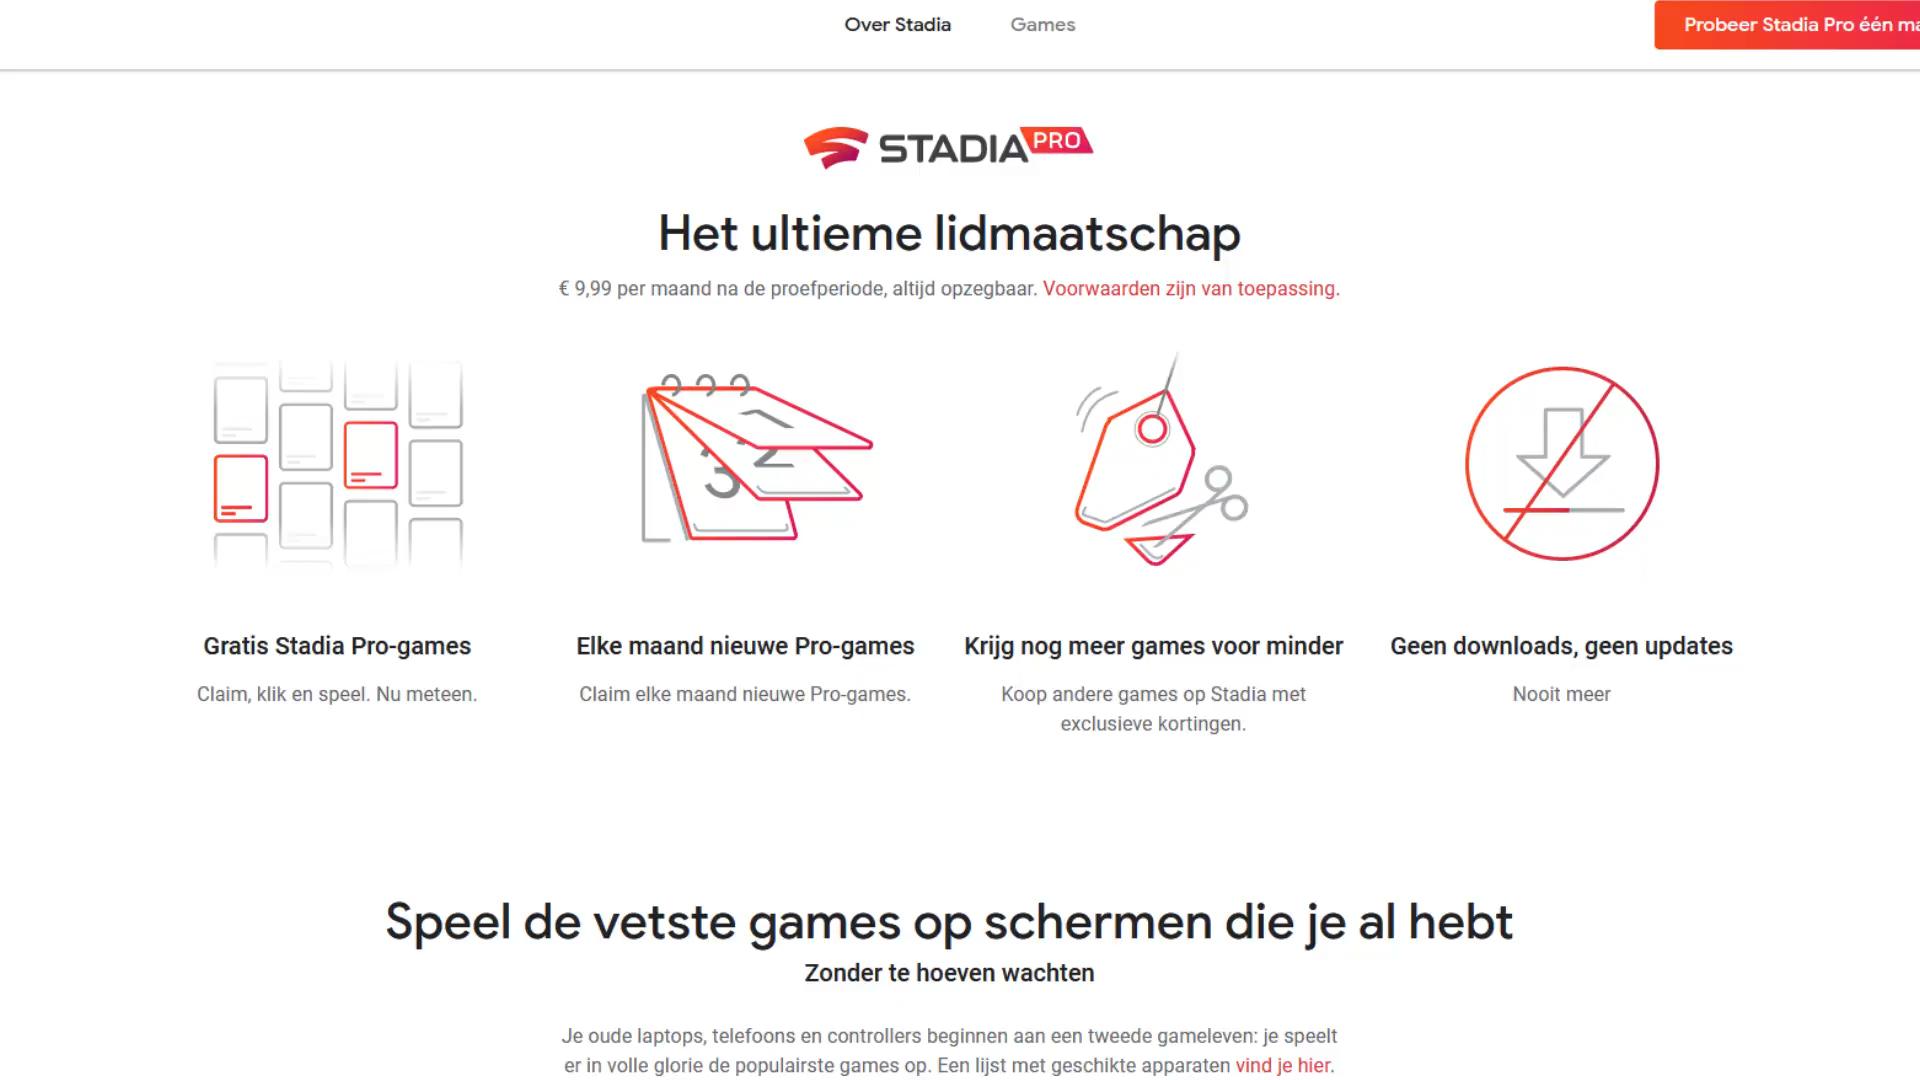 Over Stadia Games Probeer Stadia Pro één ma
STADIA PRO
Het ultieme lidmaatschap
€ 9,99 per maand na de proefperiode, altijd opzegbaar. Voorwaarden zijn van toepassing.
1
2
3
Gratis Stadia Pro-games Elke maand nieuwe Pro-games Krijg nog meer games voor minder Geen downloads, geen updates
Claim, klik en speel. Nu meteen. Claim elke maand nieuwe Pro-games. Koop andere games op Stadia met Nooit meer
exclusieve kortingen.
Speel de vetste games op schermen die je al hebt
Zonder te hoeven wachten
Je oude laptops, telefoons en controllers beginnen aan een tweede gameleven: je speelt
er in volle glorie de populairste games op. Een lijst met geschikte apparaten vind je hier.